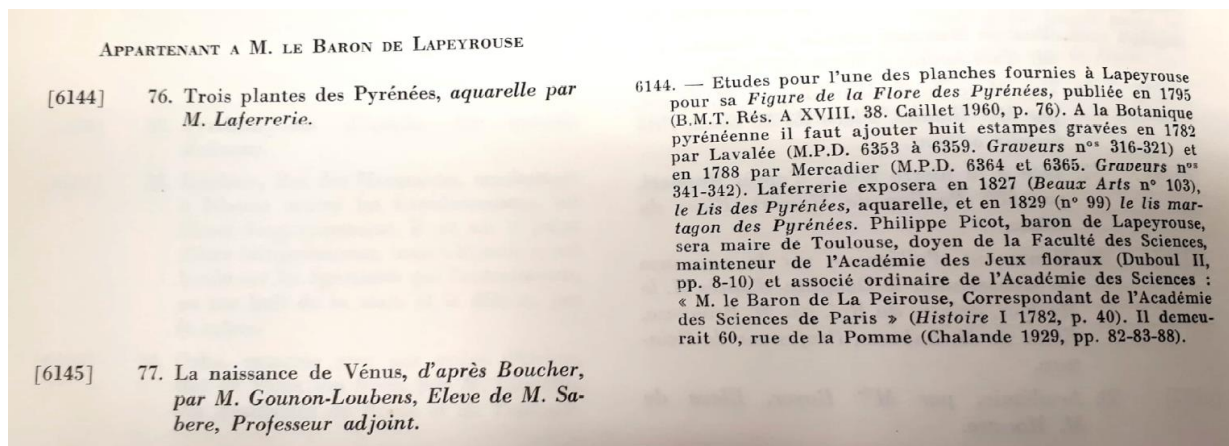 APPARTENANT A M. LE BARON DE LAPEYROUSE
[6144] 76. Trois plantes des Pyrénées, aquarelle par
M. Laferrerie.
[6145] 77. La naissance de Vénus, d'après Boucher,
par M. Gounon-Loubens, Eleve de M. Sa-
bere, Professeur adjoint.
6144. — Etudes pour l'une des planches fournies à Lapeyrouse
pour sa Figure de la Flore des Pyrénées, publiée en 1795
(B.M.T. Rés. A XVIII. 38. Caillet 1960, p. 76). A la Botanique
pyrénéenne il faut ajouter huit estampes gravées en 1782
par Lavalée (M.P.D. 6353 à 6359. Graveurs nos 316-321) et
en 1788 par Mercadier (M.P.D. 6364 et 6365. Graveurs nos
341-342). Laferrerie exposera en 1827 (Beaux Arts n° 103),
le Lis des Pyrénées, aquarelle, et en 1829 (n° 99) le lis mar-
tagon des Pyrénées. Philippe Picot, baron de Lapeyrouse,
sera maire de Toulouse, doyen de la Faculté des Sciences,
mainteneur de l'Académie des Jeux floraux (Duboul II,
pp. 8-10) et associé ordinaire de l'Académie des Sciences :
« M. le Baron de La Peirouse, Correspondant de l'Académie
des Sciences de Paris » (Histoire I 1782, p. 40). Il demeu-
rait 60, rue de la Pomme (Chalande 1929, pp. 82-83-88).